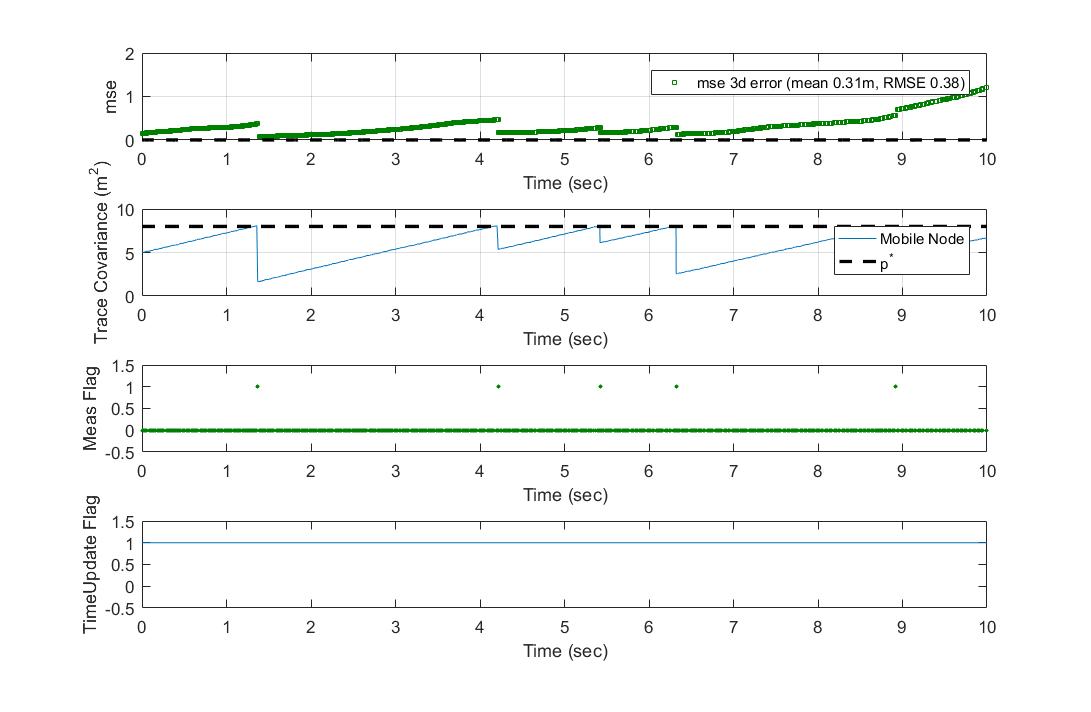 2
1
0
mse
mse 3d error (mean 0.31m, RMSE 0.38)
0 1 2 3 4 5 6 7 8 9 10
Time (sec)
10
5
0
Trace Covariance (m²)
Mobile Node
p*
0 1 2 3 4 5 6 7 8 9 10
Time (sec)
1.5
1
0.5
0
-0.5
Meas Flag
0 1 2 3 4 5 6 7 8 9 10
Time (sec)
1.5
1
0.5
0
-0.5
TimeUpdate Flag
0 1 2 3 4 5 6 7 8 9 10
Time (sec)